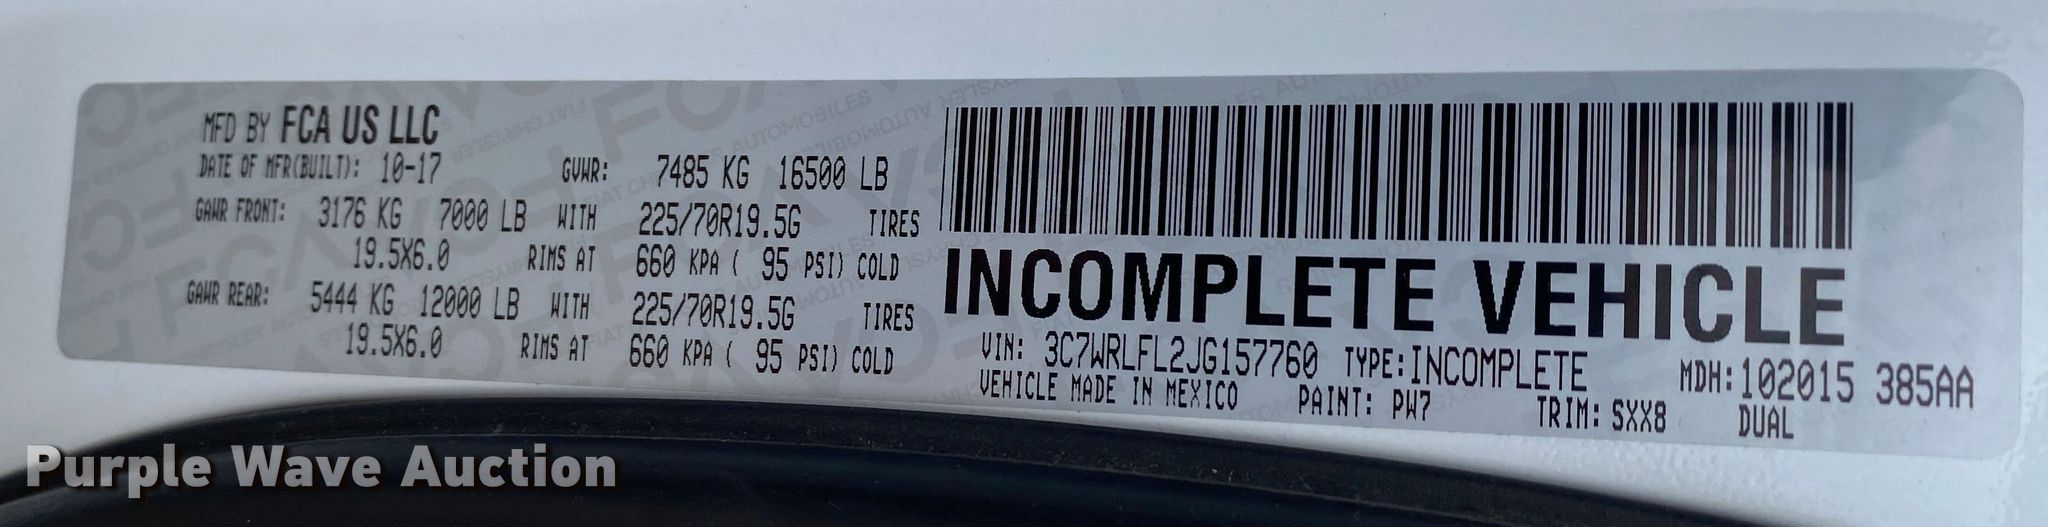 MFD BY FCA US LLC
DATE OF MFR(BUILT): 10-17 GVWR: 7485 KG 16500 LB
GAWR FRONT: 3176 KG 7000 LB WITH 225/70R19.5G TIRES
19.5X6.0 RIMS AT 660 KPA ( 95 PSI) COLD
GAWR REAR: 5444 KG 12000 LB WITH 225/70R19.5G TIRES
19.5X6.0 RIMS AT 660 KPA ( 95 PSI) COLD
INCOMPLETE VEHICLE
VIN: 3C7WRLFL2JG157760 TYPE:INCOMPLETE MDH:102015 385AA
VEHICLE MADE IN MEXICO PAINT: PW7 TRIM: SXX8 DUAL
Purple Wave Auction